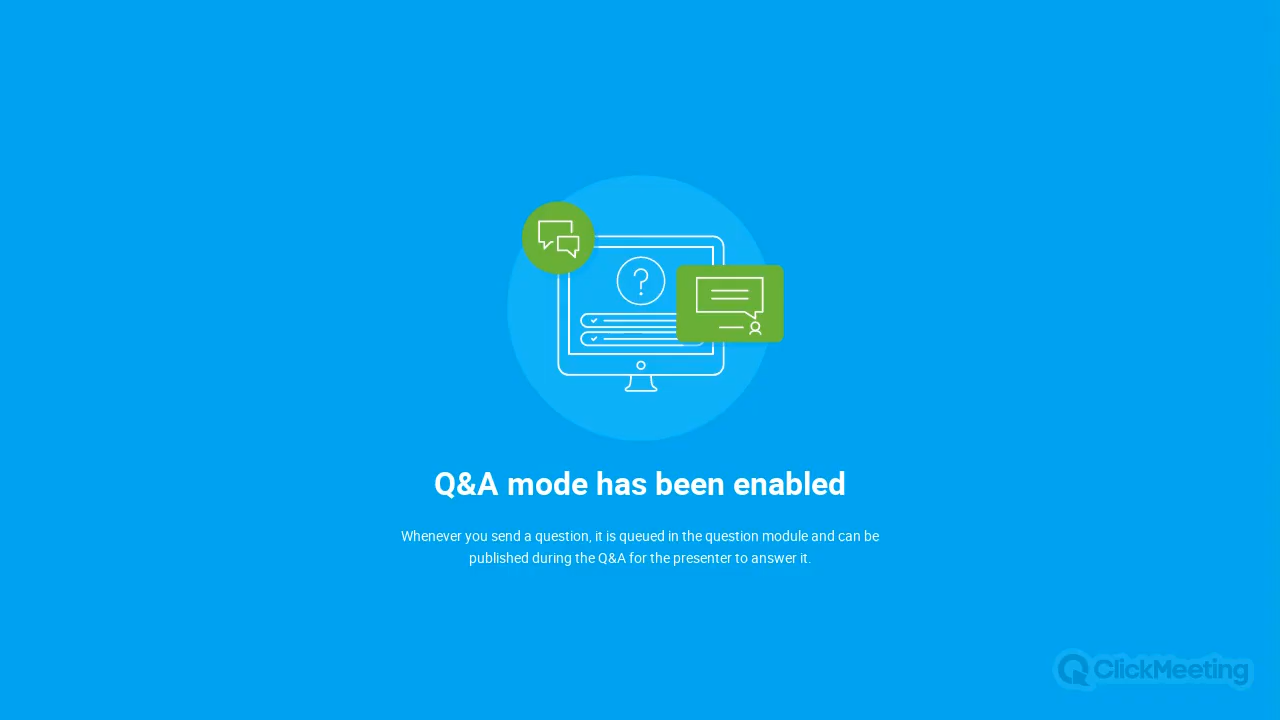 Q&A mode has been enabled
Whenever you send a question, it is queued in the question module and can be
published during the Q&A for the presenter to answer it.
ClickMeeting